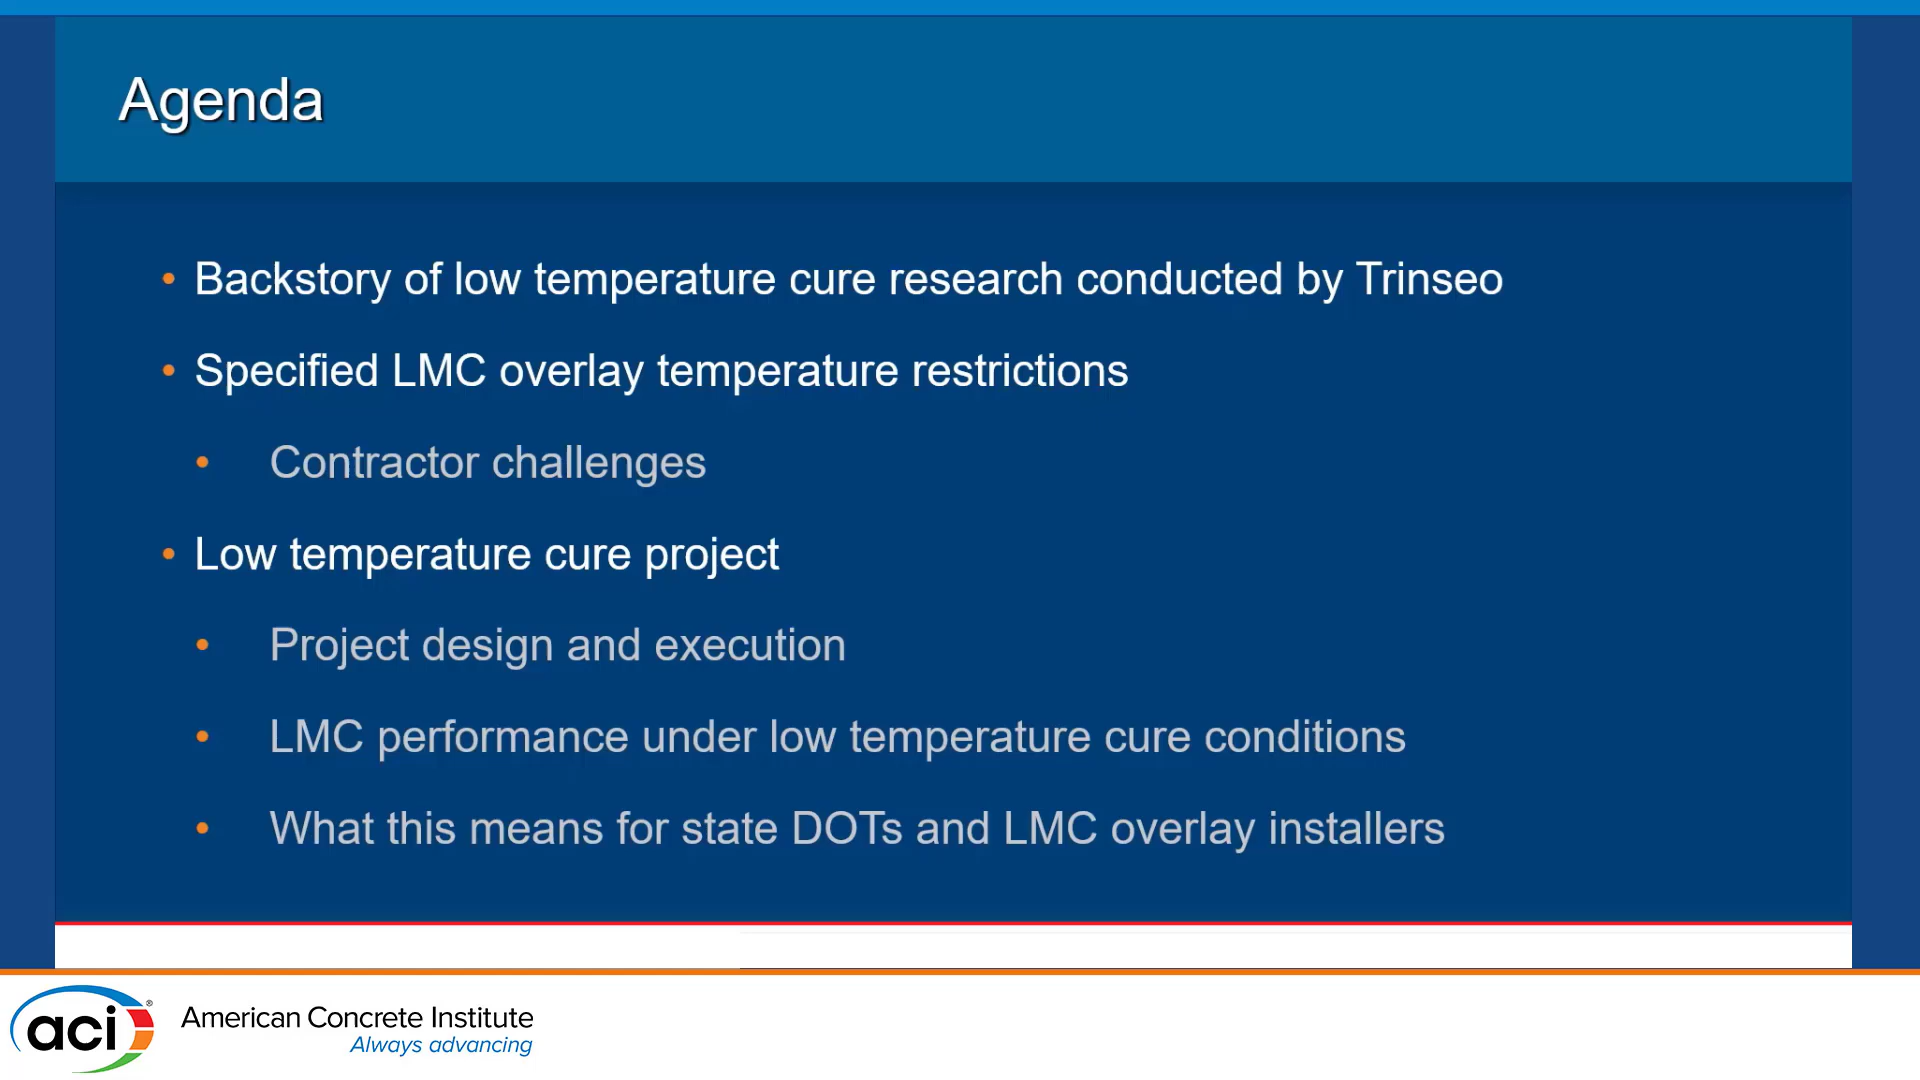 Agenda
• Backstory of low temperature cure research conducted by Trinseo
• Specified LMC overlay temperature restrictions
• Contractor challenges
• Low temperature cure project
• Project design and execution
• LMC performance under low temperature cure conditions
• What this means for state DOTs and LMC overlay installers
aci®
American Concrete Institute
Always advancing